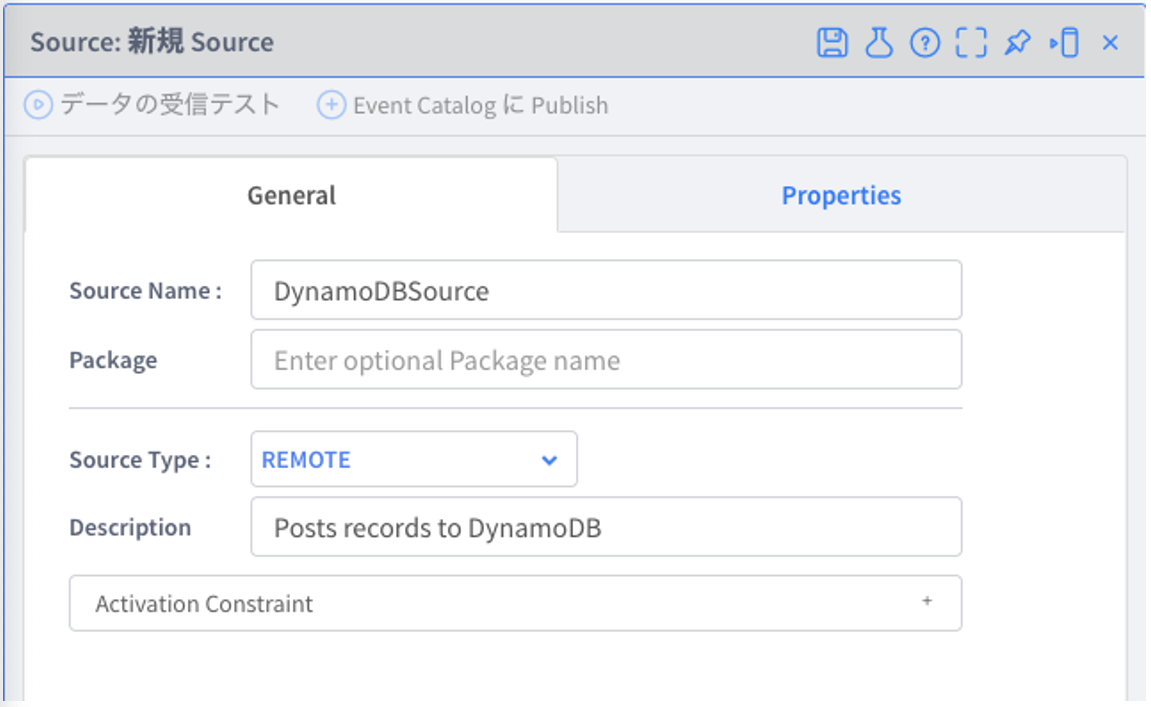 Source: 新規 Source
データの受信テスト Event Catalog に Publish
General Properties
Source Name : DynamoDBSource
Package Enter optional Package name
Source Type : REMOTE
Description Posts records to DynamoDB
Activation Constraint +